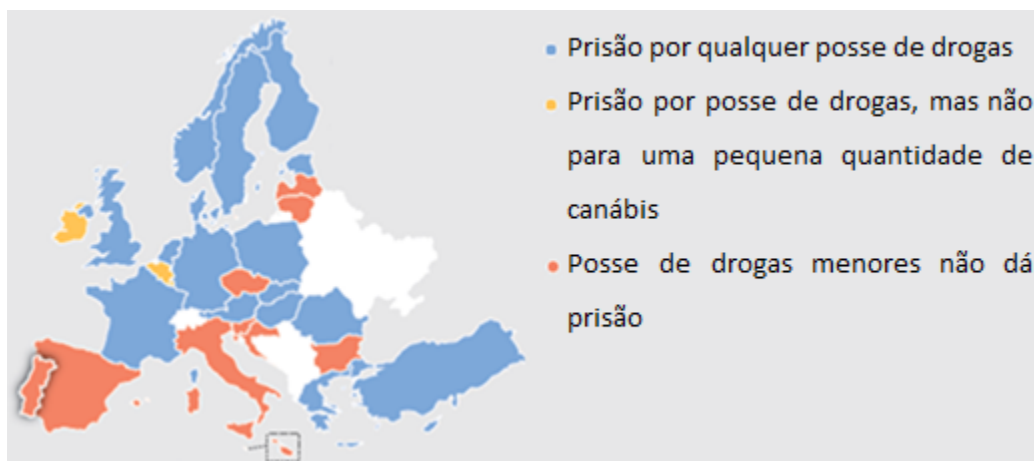 Prisão por qualquer posse de drogas
Prisão por posse de drogas, mas não
para uma pequena quantidade de
canábis
Posse de drogas menores não dá
prisão